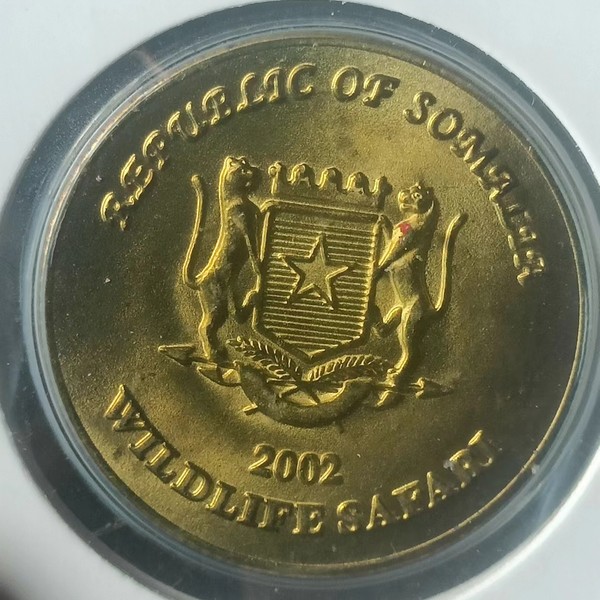 REPUBLIC OF SOMALIA
2002
WILDLIFE SAFARI